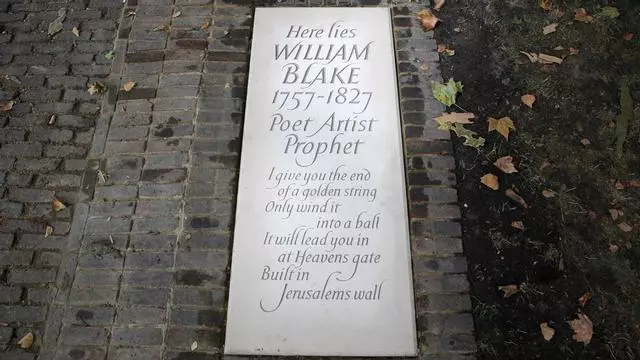 Here lies
WILLIAM
BLAKE
1757-1827
Poet Artist
Prophet
I give you the end
of a golden string
Only wind it
into a ball
It will lead you in
at Heavens gate
Built in
Jerusalems wall